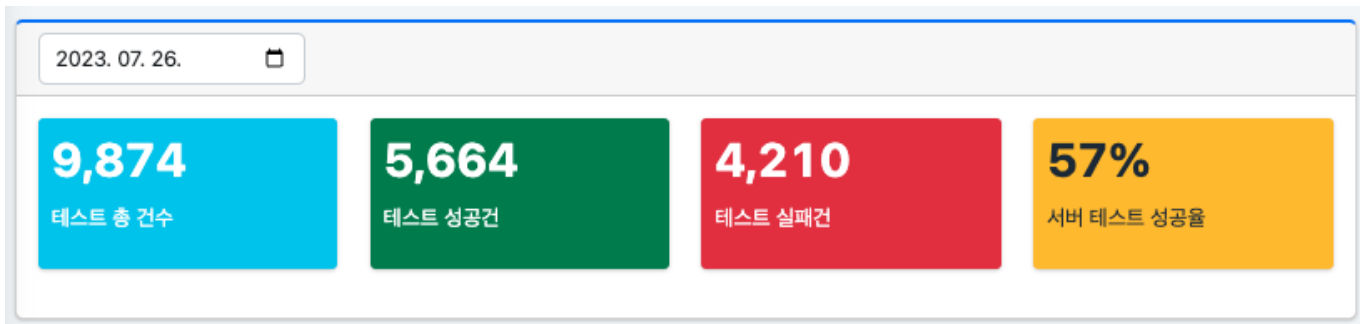 2023. 07. 26.
9,874
테스트 총 건수
5,664
테스트 성공건
4,210
테스트 실패건
57%
서버 테스트 성공율